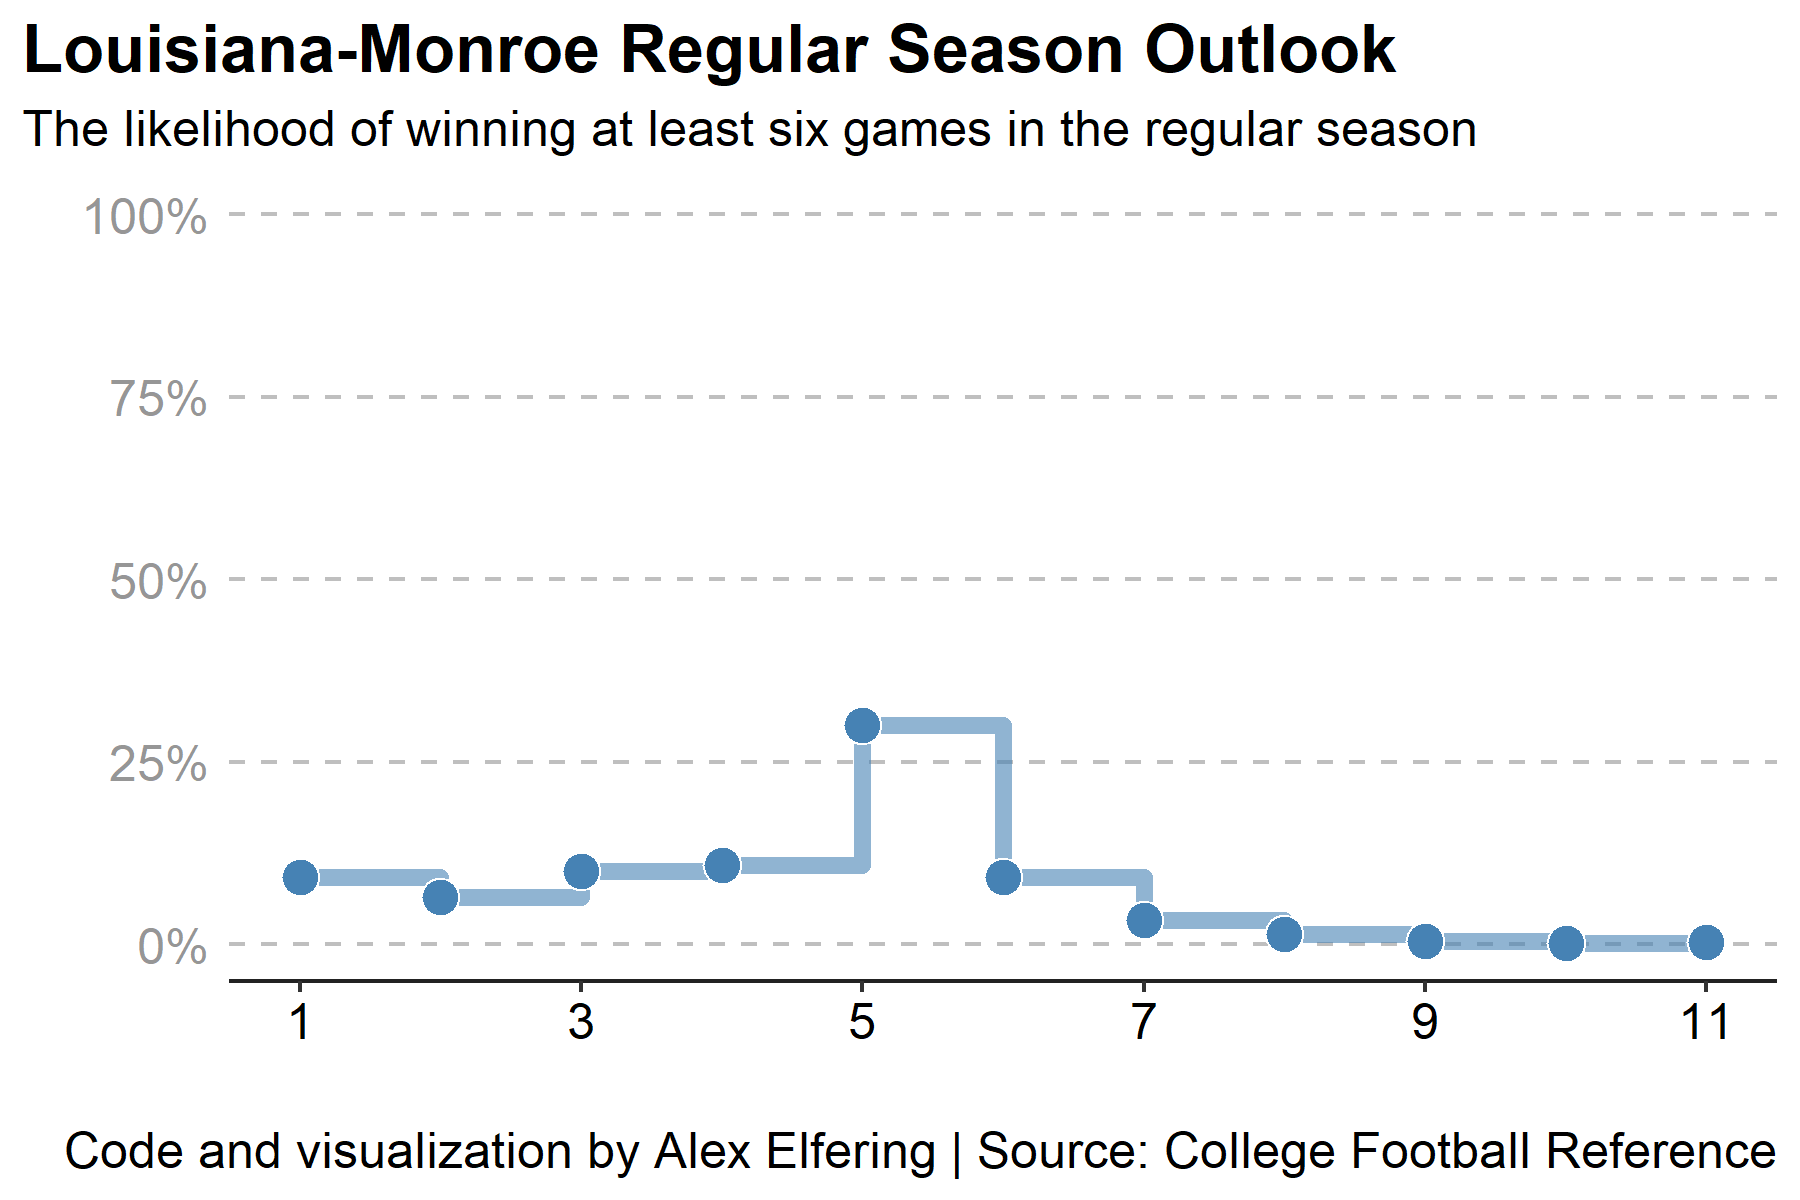 Louisiana-Monroe Regular Season Outlook
The likelihood of winning at least six games in the regular season
100%
75%
50%
25%
0%
1 3 5 7 9 11
Code and visualization by Alex Elfering | Source: College Football Reference